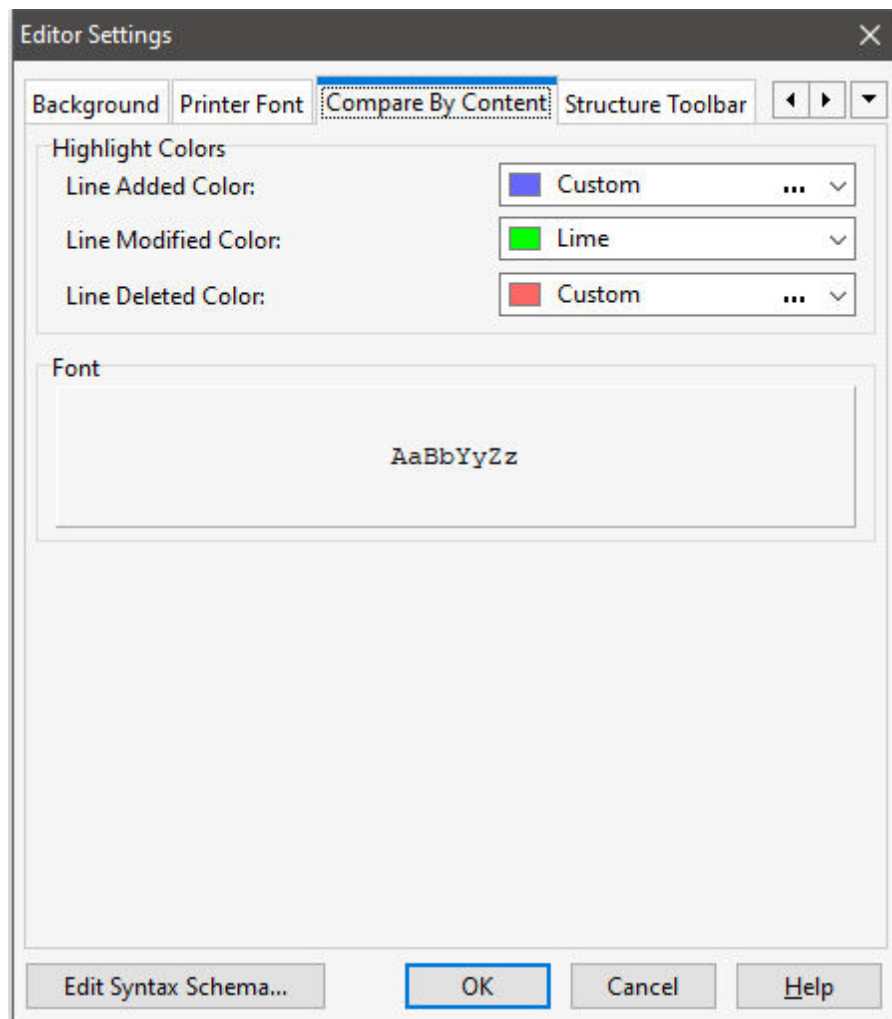 Editor Settings
Background Printer Font Compare By Content Structure Toolbar
Highlight Colors
Line Added Color: Custom ...
Line Modified Color: Lime
Line Deleted Color: Custom ...
Font
AaBbYyZz
Edit Syntax Schema... OK Cancel Help